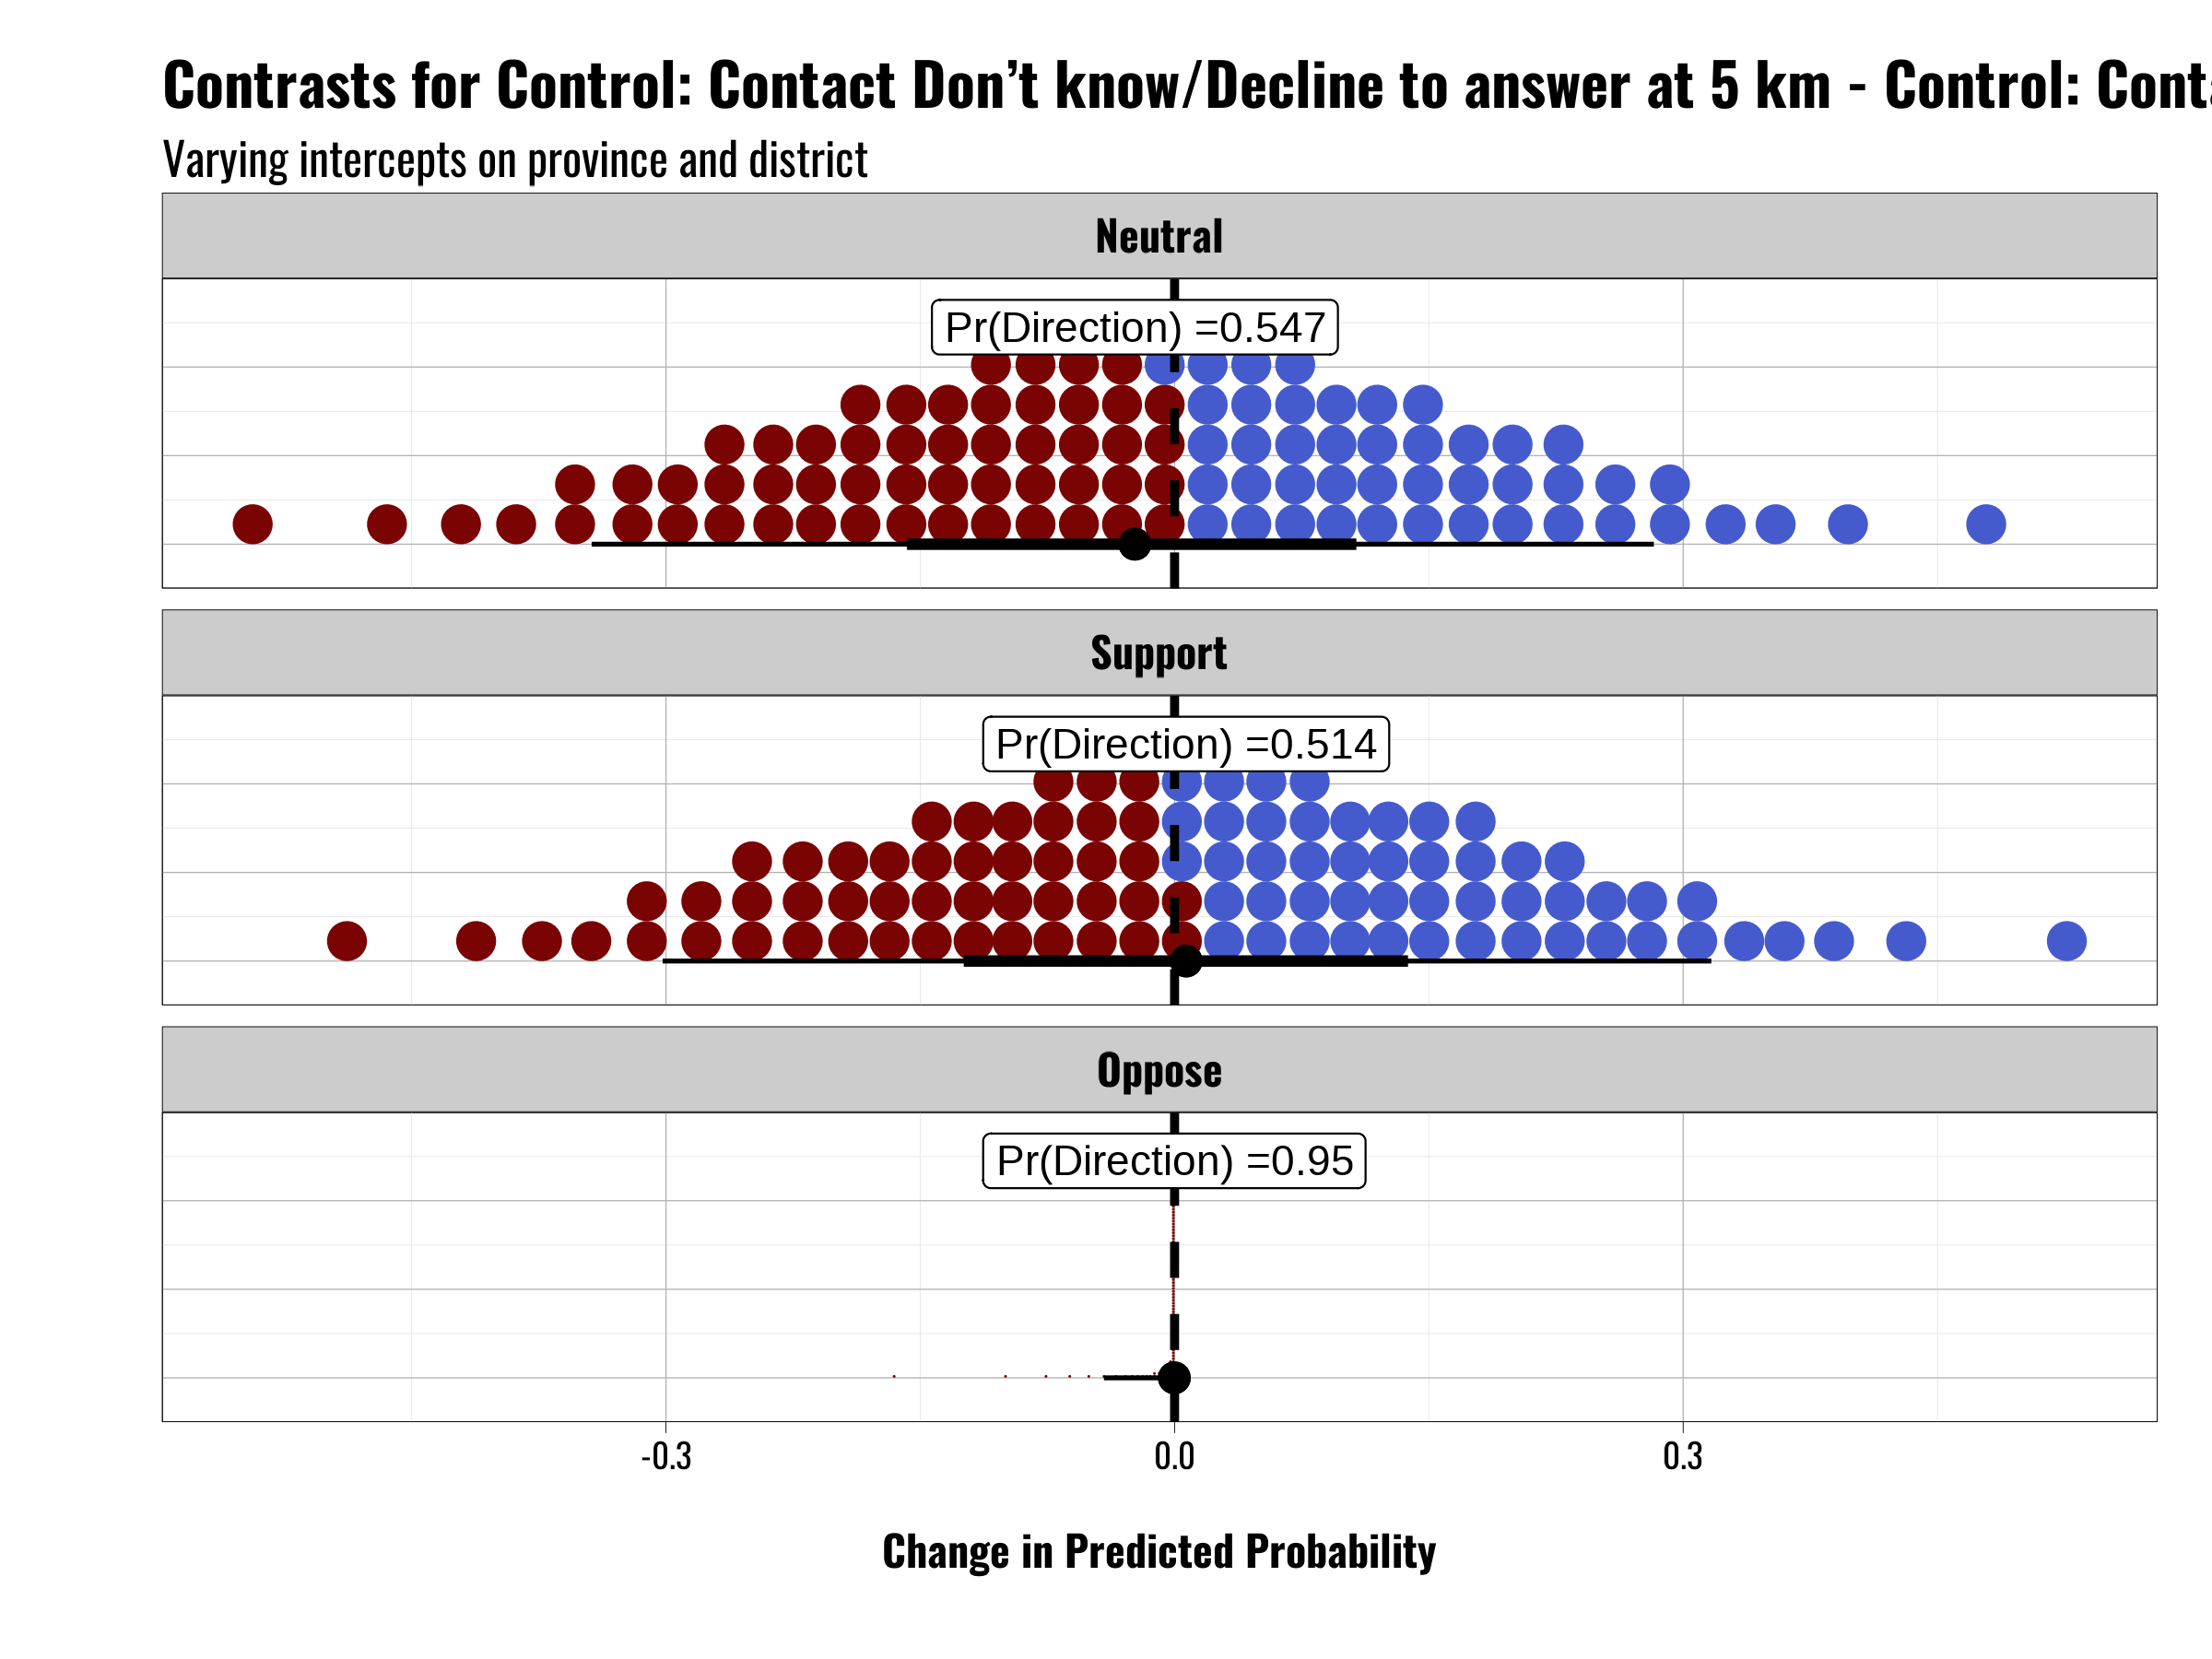 Contrasts for Control: Contact Don’t know/Decline to answer at 5 km - Control:
Varying intercepts on province and district
Neutral
Pr(Direction) =0.547
Support
Pr(Direction) =0.514
Oppose
Pr(Direction) =0.95
-0.3 0.0 0.3
Change in Predicted Probability